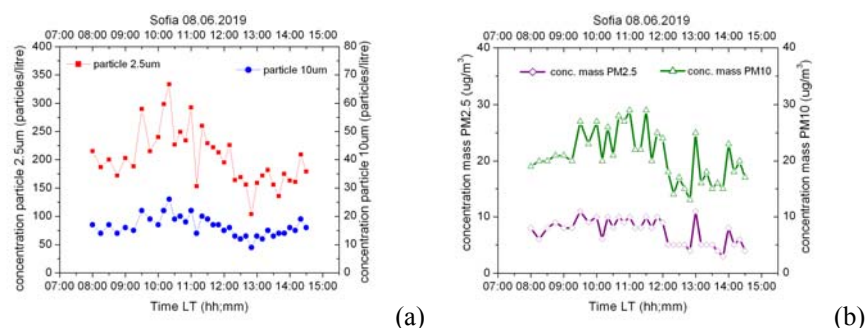 Sofia 08.06.2019
07:00 08:00 09:00 10:00 11:00 12:00 13:00 14:00 15:00
400 350 300 250 200 150 100 50 0
concentration particle 2.5um (particles/litre)
particle 2.5um
particle 10um
80 70 60 50 40 30 20 10 0
concentration particle 10um (particles/litre)
07:00 08:00 09:00 10:00 11:00 12:00 13:00 14:00 15:00
Time LT (hh;mm)
(a)
Sofia 08.06.2019
07:00 08:00 09:00 10:00 11:00 12:00 13:00 14:00 15:00
40 30 20 10 0
concentration mass PM2.5 (ug/m³)
conc. mass PM2.5
conc. mass PM10
40 30 20 10 0
concentration mass PM10 (ug/m³)
07:00 08:00 09:00 10:00 11:00 12:00 13:00 14:00 15:00
Time LT (hh;mm)
(b)